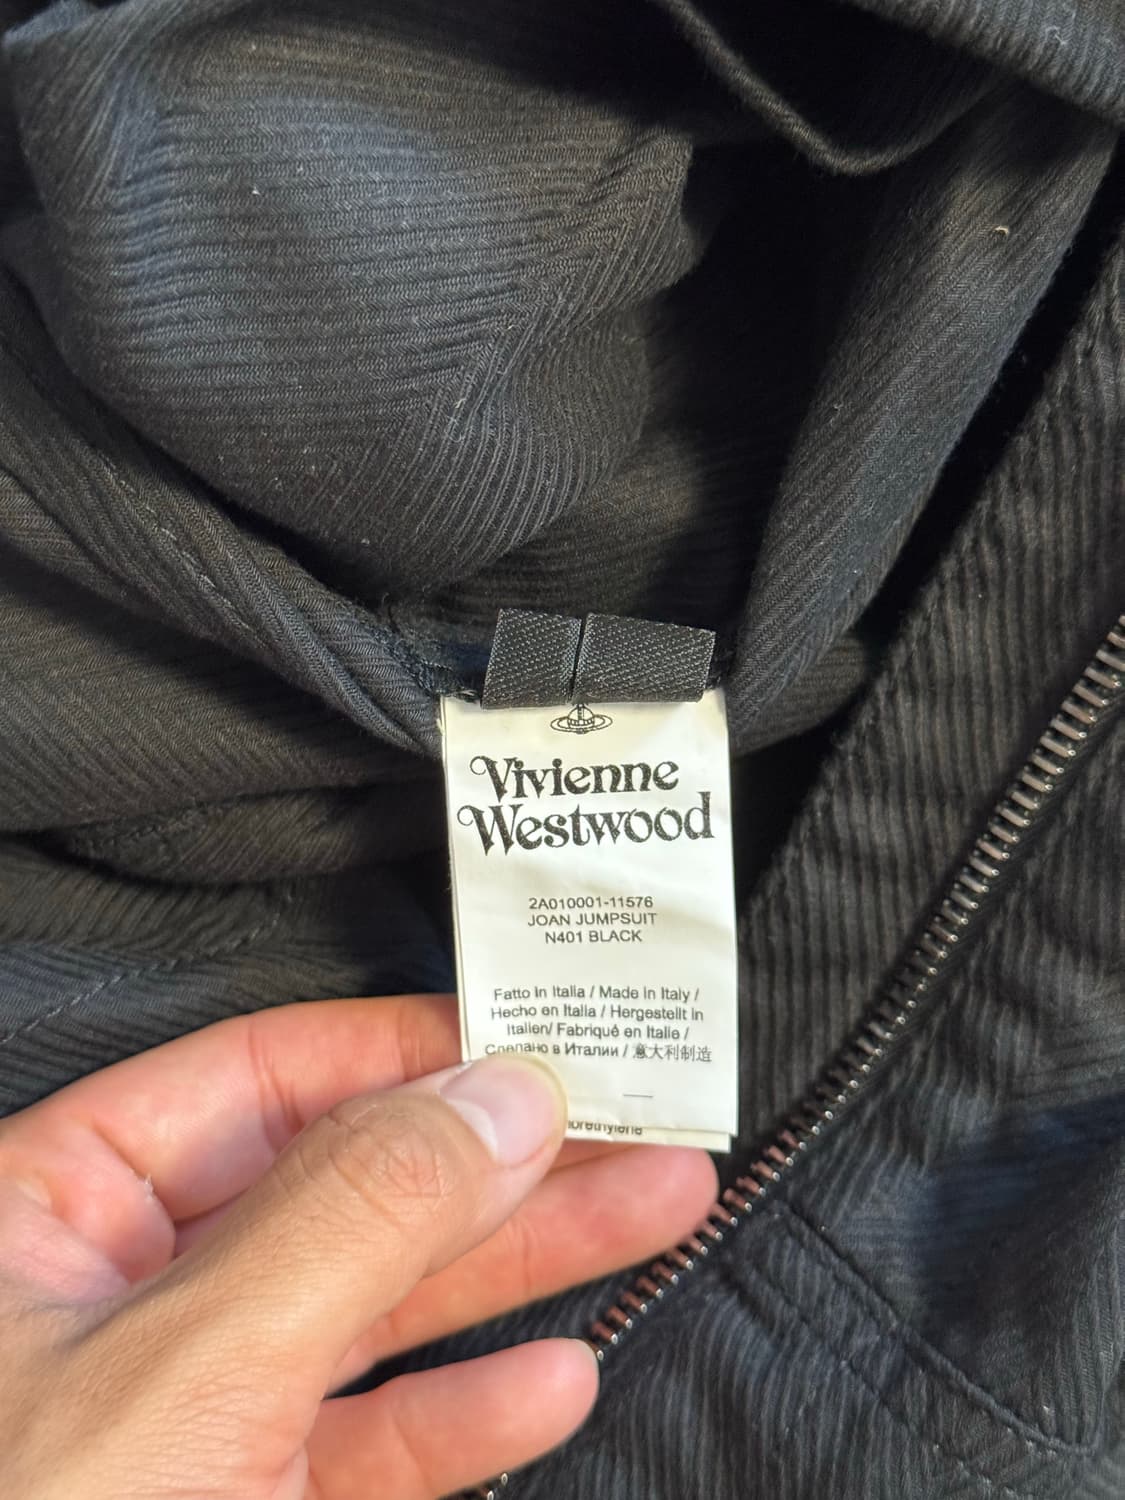 Vivienne
Westwood
2A010001-11576
JOAN JUMPSUIT
N401 BLACK
Fatto in Italia / Made in Italy /
Hecho en Italia / Hergestellt in
Italien/ Fabriqué en Italie /
Сделано в Италии / 意大利制造